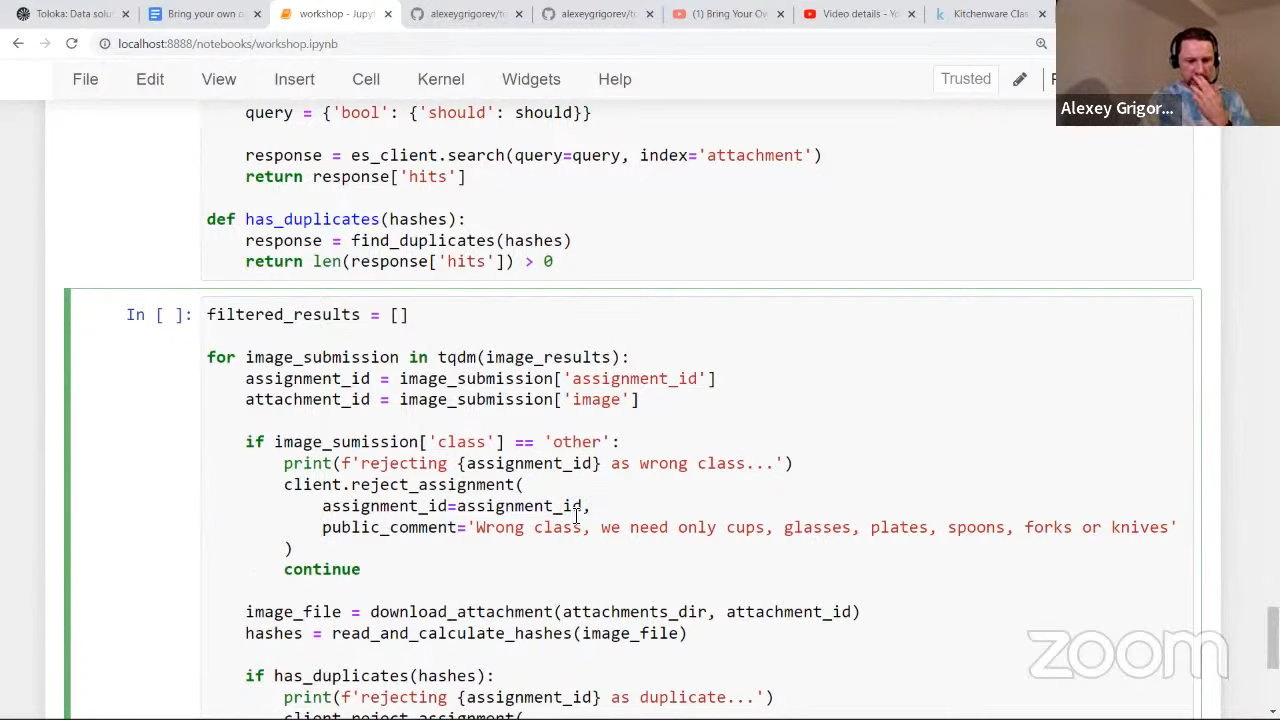 Toloka: Data solu
Bring your own c
workshop - Jupyt
alexeygrigorev/to
alexeygrigorev/to
(1) Bring Your Ow
Video details - Yo
Kitchenware Clas
localhost:8888/notebooks/workshop.ipynb
File Edit View Insert Cell Kernel Widgets Help
Trusted
Alexey Grigor...
query = {'bool': {'should': should}}
response = es_client.search(query=query, index='attachment')
return response['hits']
def has_duplicates(hashes):
response = find_duplicates(hashes)
return len(response['hits']) > 0
In [ ]: filtered_results = []
for image_submission in tqdm(image_results):
assignment_id = image_submission['assignment_id']
attachment_id = image_submission['image']
if image_sumission['class'] == 'other':
print(f'rejecting {assignment_id} as wrong class...')
client.reject_assignment(
assignment_id=assignment_id,
public_comment='Wrong class, we need only cups, glasses, plates, spoons, forks or knives'
)
continue
image_file = download_attachment(attachments_dir, attachment_id)
hashes = read_and_calculate_hashes(image_file)
if has_duplicates(hashes):
print(f'rejecting {assignment_id} as duplicate...')
client.reject_assignment(
zoom